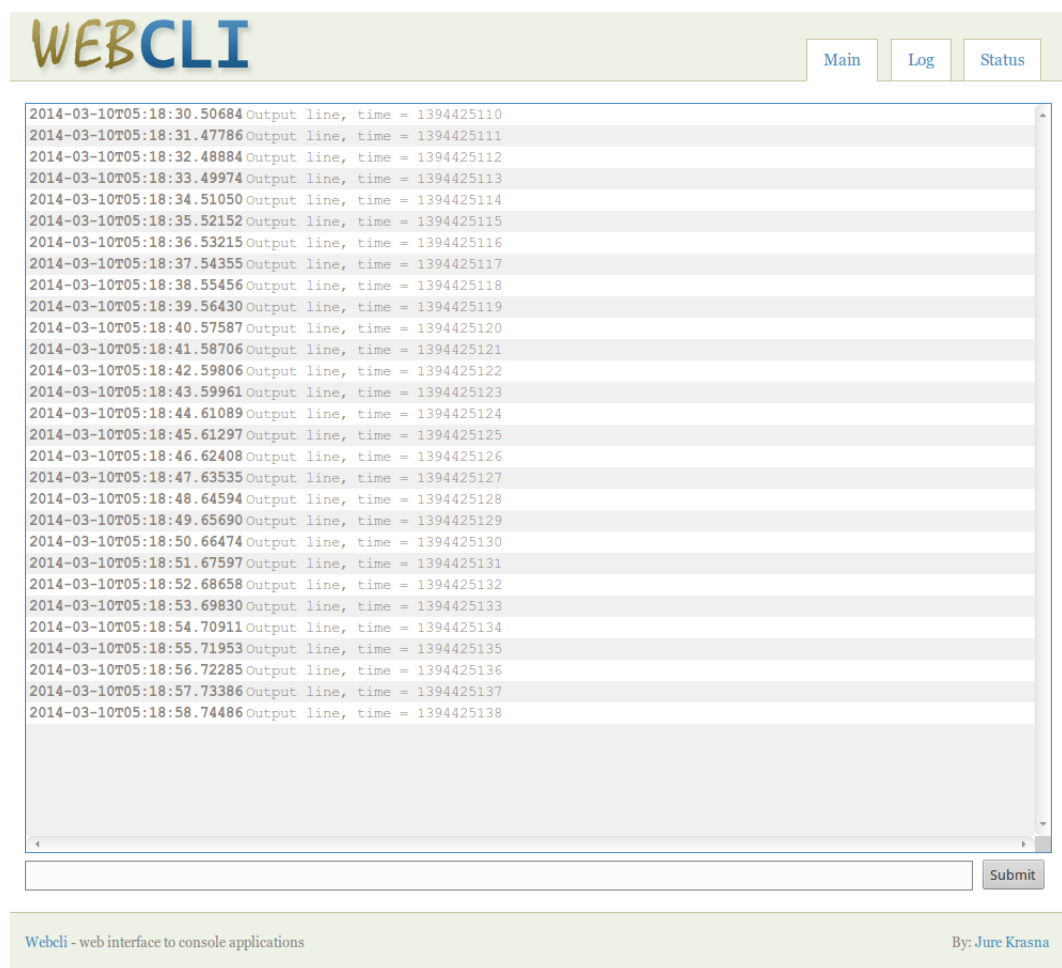 WEBCLI
Main Log Status
2014-03-10T05:18:30.50684 Output line, time = 1394425110
2014-03-10T05:18:31.47786 Output line, time = 1394425111
2014-03-10T05:18:32.48884 Output line, time = 1394425112
2014-03-10T05:18:33.49974 Output line, time = 1394425113
2014-03-10T05:18:34.51050 Output line, time = 1394425114
2014-03-10T05:18:35.52152 Output line, time = 1394425115
2014-03-10T05:18:36.53215 Output line, time = 1394425116
2014-03-10T05:18:37.54355 Output line, time = 1394425117
2014-03-10T05:18:38.55456 Output line, time = 1394425118
2014-03-10T05:18:39.56430 Output line, time = 1394425119
2014-03-10T05:18:40.57587 Output line, time = 1394425120
2014-03-10T05:18:41.58706 Output line, time = 1394425121
2014-03-10T05:18:42.59806 Output line, time = 1394425122
2014-03-10T05:18:43.59961 Output line, time = 1394425123
2014-03-10T05:18:44.61089 Output line, time = 1394425124
2014-03-10T05:18:45.61297 Output line, time = 1394425125
2014-03-10T05:18:46.62408 Output line, time = 1394425126
2014-03-10T05:18:47.63535 Output line, time = 1394425127
2014-03-10T05:18:48.64594 Output line, time = 1394425128
2014-03-10T05:18:49.65690 Output line, time = 1394425129
2014-03-10T05:18:50.66474 Output line, time = 1394425130
2014-03-10T05:18:51.67597 Output line, time = 1394425131
2014-03-10T05:18:52.68658 Output line, time = 1394425132
2014-03-10T05:18:53.69830 Output line, time = 1394425133
2014-03-10T05:18:54.70911 Output line, time = 1394425134
2014-03-10T05:18:55.71953 Output line, time = 1394425135
2014-03-10T05:18:56.72285 Output line, time = 1394425136
2014-03-10T05:18:57.73386 Output line, time = 1394425137
2014-03-10T05:18:58.74486 Output line, time = 1394425138
Submit
Webcli - web interface to console applications By: Jure Krasna